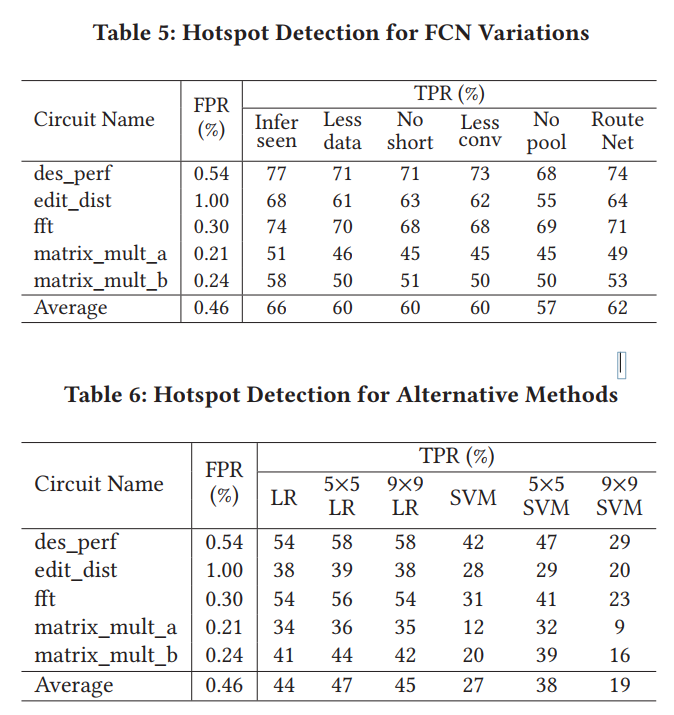 Table 5: Hotspot Detection for FCN Variations
Circuit Name FPR (%) TPR (%)
Infer seen Less data No short Less conv No pool Route Net
des_perf 0.54 77 71 71 73 68 74
edit_dist 1.00 68 61 63 62 55 64
fft 0.30 74 70 68 68 69 71
matrix_mult_a 0.21 51 46 45 45 45 49
matrix_mult_b 0.24 58 50 51 50 50 53
Average 0.46 66 60 60 60 57 62
Table 6: Hotspot Detection for Alternative Methods
Circuit Name FPR (%) TPR (%)
LR 5×5 LR 9×9 LR SVM 5×5 SVM 9×9 SVM
des_perf 0.54 54 58 58 42 47 29
edit_dist 1.00 38 39 38 28 29 20
fft 0.30 54 56 54 31 41 23
matrix_mult_a 0.21 34 36 35 12 32 9
matrix_mult_b 0.24 41 44 42 20 39 16
Average 0.46 44 47 45 27 38 19